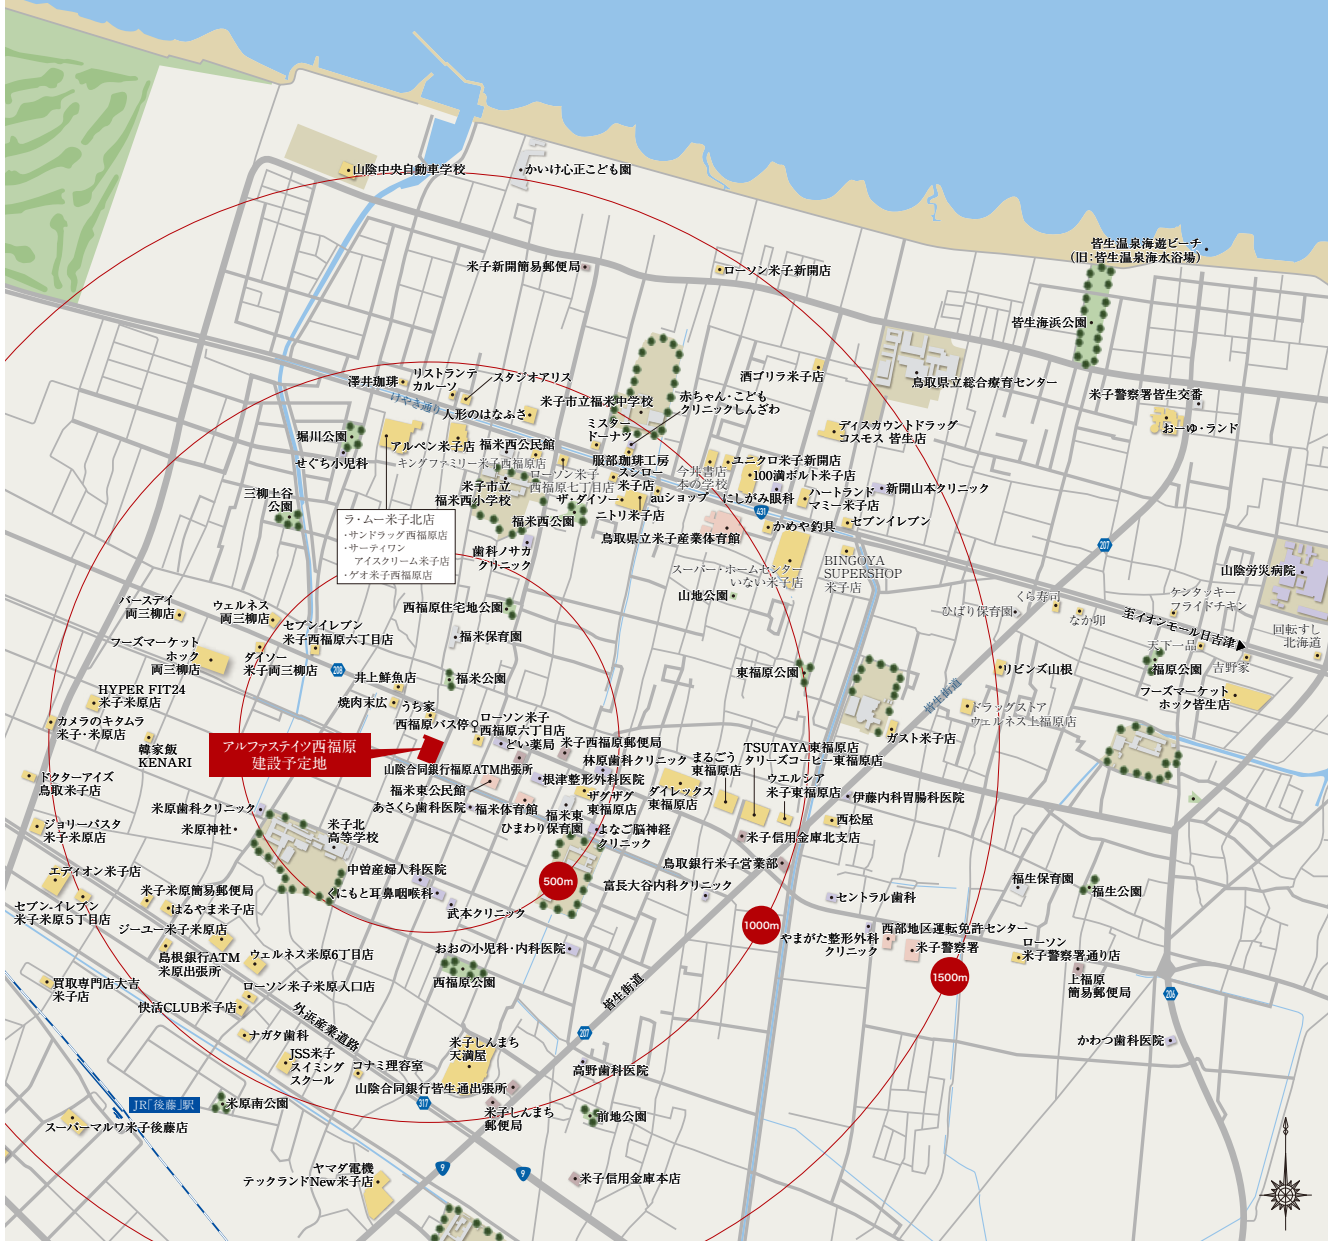 山陰中央自動車学校
かいけ心正こども園
皆生温泉海遊ビーチ
(旧:皆生温泉海水浴場)
米子新開簡易郵便局
ローソン米子新開店
皆生海浜公園
澤井珈琲
リストランテ
カルーソ
スタジオアリス
酒ゴリラ米子店
鳥取県立総合療育センター
米子警察署皆生交番
けやき通り
人形のはなふさ
米子市立福米中学校
赤ちゃん・こども
クリニックしんざわ
おーゆ・ランド
堀川公園
アルペン米子店
福米西公民館
ミスター
ドーナツ
ディスカウントドラッグ
コスモス 皆生店
せぐち小児科
キングファミリー米子西福原店
ローソン米子
西福原七丁目店
服部珈琲工房
スシロー
米子店
今井書店
本の学校
ユニクロ米子新開店
100満ボルト米子店
三柳上谷
公園
米子市立
福米西小学校
ザ・ダイソー
auショップ
にしがみ眼科
ハートランド
マミー米子店
新開山本クリニック
福米西公園
ニトリ米子店
431
かめや釣具
セブンイレブン
ラ・ムー米子北店
・サンドラッグ西福原店
・サーティワン
アイスクリーム米子店
・ゲオ米子西福原店
歯科ノサカ
クリニック
鳥取県立米子産業体育館
207
スーパー・ホームセンター
いない米子店
BINGOYA
SUPERSHOP
米子店
山陰労災病院
バースデイ
両三柳店
ウェルネス
両三柳店
西福原住宅地公園
山地公園
ひばり保育園
くら寿司
なか卯
ケンタッキー
フライドチキン
至イオンモール日吉津
回転すし
北海道
フーズマーケット
ホック
両三柳店
セブンイレブン
米子西福原六丁目店
福米保育園
天下一品
吉野家
ダイソー
米子両三柳店
208
井上鮮魚店
福米公園
東福原公園
リビンズ山根
福原公園
フーズマーケット
ホック皆生店
HYPER FIT24
米子米原店
焼肉末広
うち家
皆生街道
ドラッグストア
ウェルネス上福原店
カメラのキタムラ
米子・米原店
西福原バス停
ローソン米子
西福原六丁目店
韓家飯
KENARI
アルファステイツ西福原
建設予定地
どい薬局
米子西福原郵便局
ガスト米子店
林原歯科クリニック
まるごう
東福原店
TSUTAYA東福原店
タリーズコーヒー東福原店
ドクターアイズ
鳥取米子店
山陰合同銀行福原ATM出張所
福米東公民館
根津整形外科医院
ダイレックス
東福原店
ウエルシア
米子東福原店
伊藤内科胃腸科医院
米原歯科クリニック
あさくら歯科医院
福米体育館
ザグザグ
東福原店
福米東
ひまわり保育園
西松屋
ジョリーパスタ
米子米原店
米原神社
米子北
高等学校
よなご脳神経
クリニック
米子信用金庫北支店
エディオン米子店
中曽産婦人科医院
鳥取銀行米子営業部
500m
富長大谷内科クリニック
福生保育園
福生公園
米子米原簡易郵便局
くにもと耳鼻咽喉科
セブン-イレブン
米子米原5丁目店
はるやま米子店
武本クリニック
セントラル歯科
1000m
ジーユー米子米原店
西部地区運転免許センター
島根銀行ATM
米原出張所
ウェルネス米原6丁目店
おおの小児科・内科医院
やまがた整形外科
クリニック
米子警察署
ローソン
米子警察署通り店
1500m
買取専門店大吉
米子店
ローソン米子米原入口店
西福原公園
皆生街道
上福原
簡易郵便局
206
快活CLUB米子店
外浜産業道路
ナガタ歯科
207
かわつ歯科医院
JSS米子
スイミング
スクール
コナミ理容室
米子しんまち
天満屋
高野歯科医院
山陰合同銀行皆生通出張所
JR「後藤」駅
米原南公園
317
米子しんまち
郵便局
前地公園
スーパーマルワ米子後藤店
ヤマダ電機
テックランドNew米子店
9
9
米子信用金庫本店